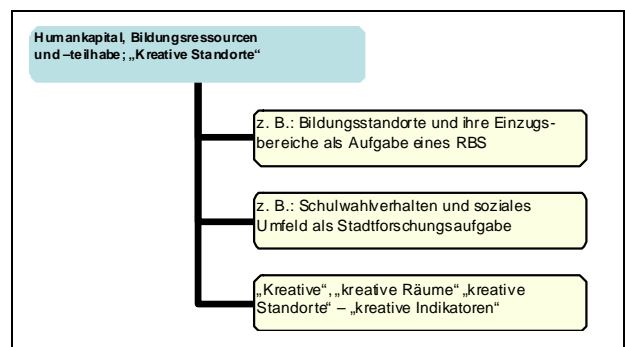 Humankapital, Bildungsressourcen
und –teilhabe; „Kreative Standorte“
z. B.: Bildungsstandorte und ihre Einzugs-
bereiche als Aufgabe eines RBS
z. B.: Schulwahlverhalten und soziales
Umfeld als Stadtforschungsaufgabe
„Kreative“, „kreative Räume“ „kreative
Standorte“ – „kreative Indikatoren“